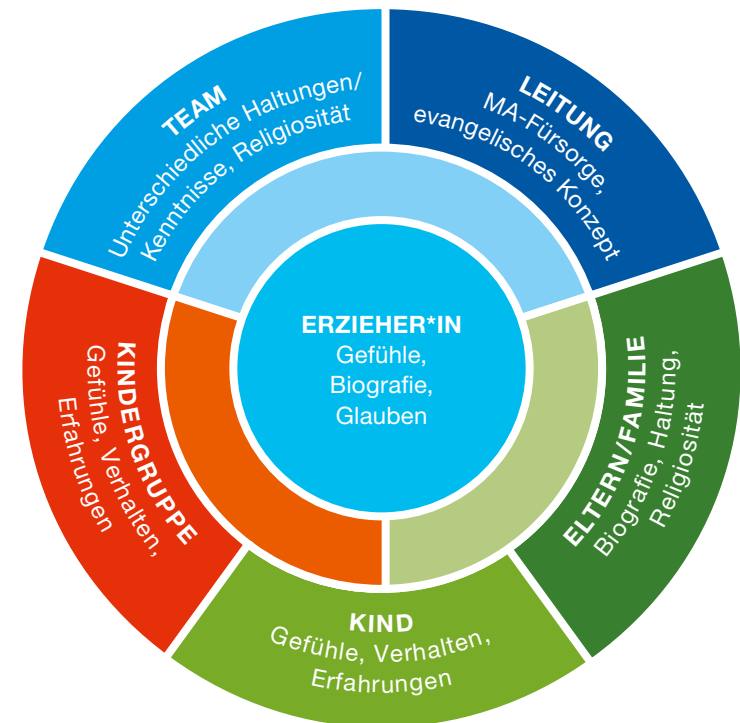 TEAM
Unterschiedliche Haltungen/
Kenntnisse, Religiosität
LEITUNG
MA-Fürsorge,
evangelisches Konzept
ERZIEHER*IN
Gefühle,
Biografie,
Glauben
KINDERGRUPPE
Gefühle, Verhalten,
Erfahrungen
ELTERN/FAMILIE
Biografie, Haltung,
Religiosität
KIND
Gefühle, Verhalten,
Erfahrungen